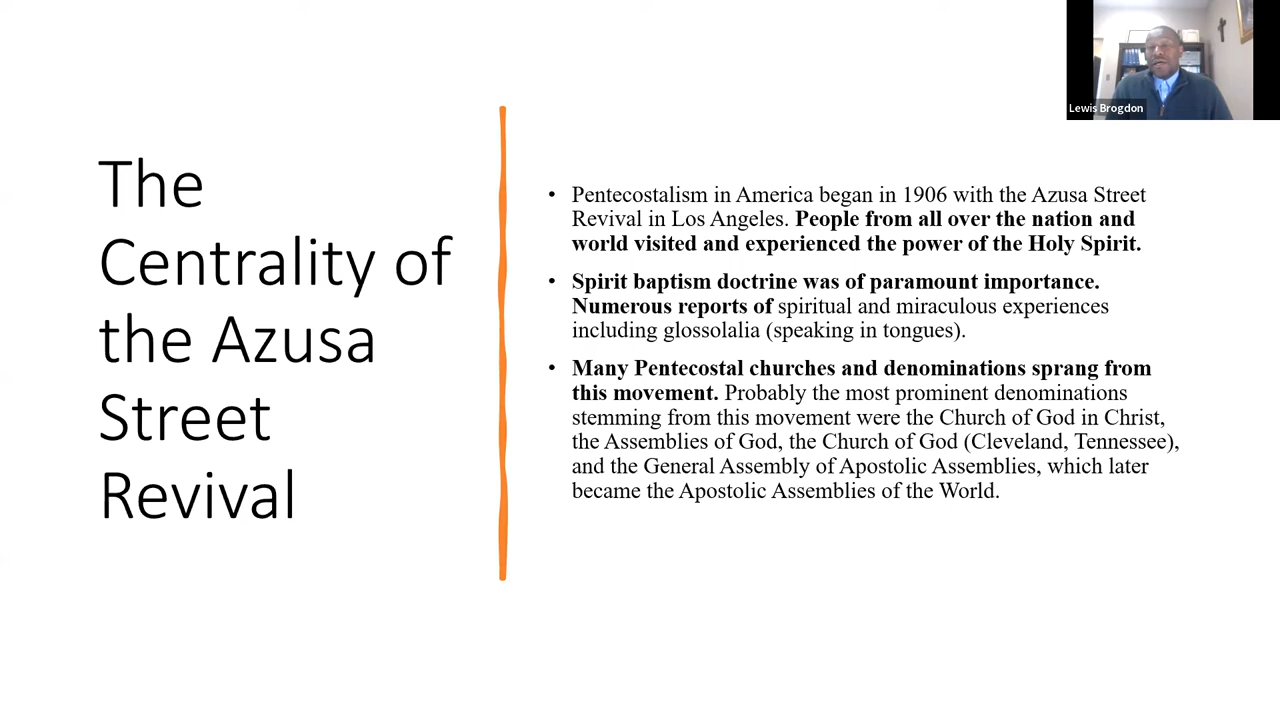 The
Centrality of
the Azusa
Street
Revival
• Pentecostalism in America began in 1906 with the Azusa Street
Revival in Los Angeles. People from all over the nation and
world visited and experienced the power of the Holy Spirit.
• Spirit baptism doctrine was of paramount importance.
Numerous reports of spiritual and miraculous experiences
including glossolalia (speaking in tongues).
• Many Pentecostal churches and denominations sprang from
this movement. Probably the most prominent denominations
stemming from this movement were the Church of God in Christ,
the Assemblies of God, the Church of God (Cleveland, Tennessee),
and the General Assembly of Apostolic Assemblies, which later
became the Apostolic Assemblies of the World.
Lewis Brogdon